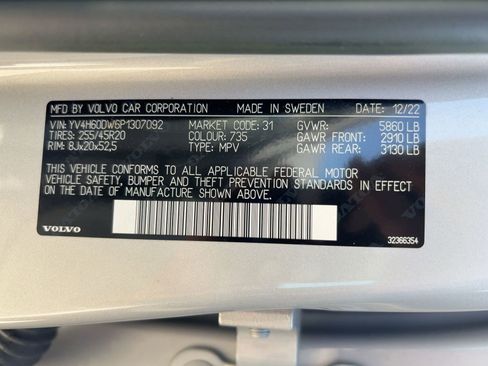 MFD BY VOLVO CAR CORPORATION MADE IN SWEDEN DATE: 12/22
VIN: YV4H60DW6P1307092 MARKET CODE: 31 GVWR: 5860 LB
TIRES: 255/45R20 COLOUR: 735 GAWR FRONT: 2910 LB
RIM: 8Jx20x52,5 TYPE: MPV GAWR REAR: 3130 LB
THIS VEHICLE CONFORMS TO ALL APPLICABLE FEDERAL MOTOR
VEHICLE SAFETY, BUMPER AND THEFT PREVENTION STANDARDS IN EFFECT
ON THE DATE OF MANUFACTURE SHOWN ABOVE.
VOLVO 32366354